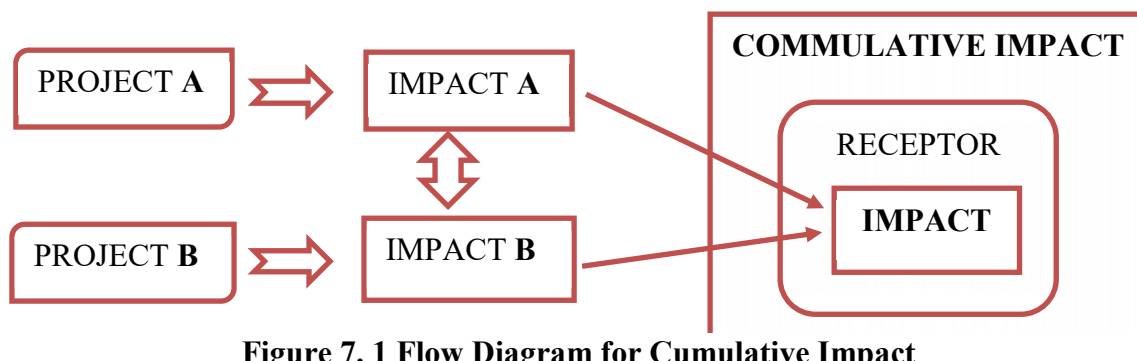 PROJECT A
IMPACT A
COMMULATIVE IMPACT
RECEPTOR
IMPACT
PROJECT B
IMPACT B
Figure 7. 1 Flow Diagram for Cumulative Impact